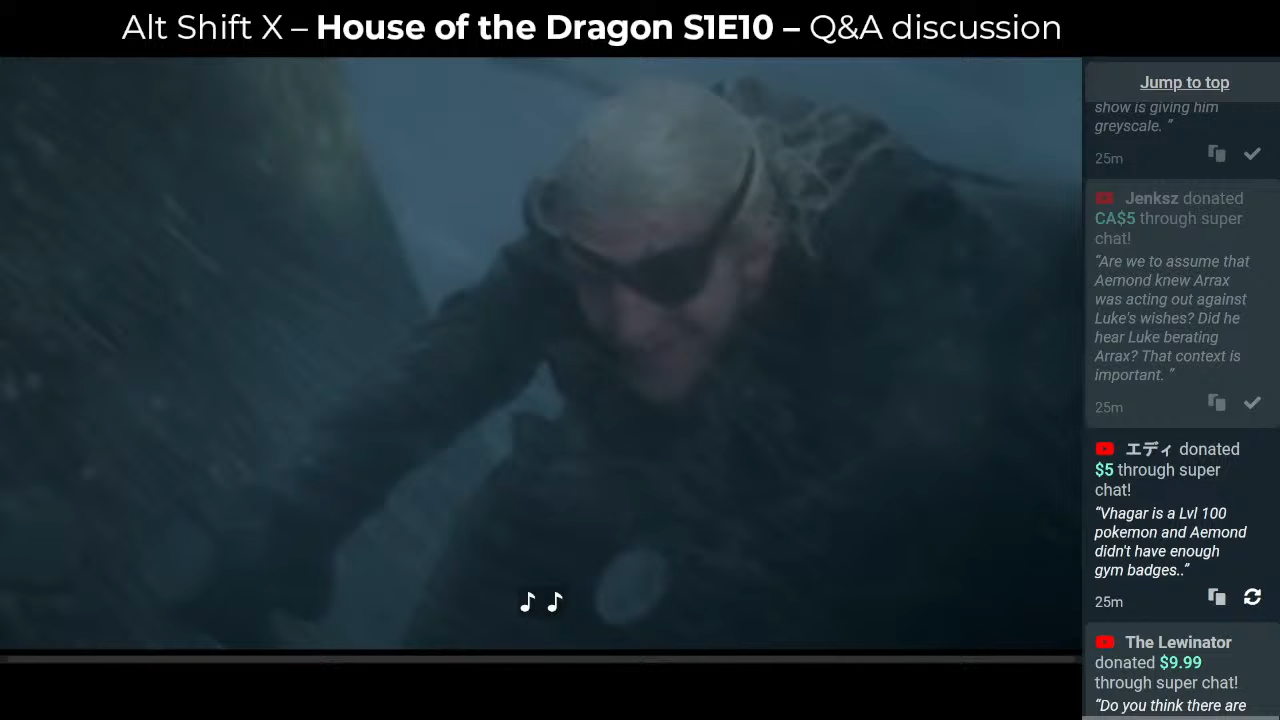 Alt Shift X – House of the Dragon S1E10 – Q&A discussion
Jump to top
show is giving him
greyscale. ”
25m
Jenksz donated
CA$5 through super
chat!
“Are we to assume that
Aemond knew Arrax
was acting out against
Luke's wishes? Did he
hear Luke berating
Arrax? That context is
important. ”
25m
エディ donated
$5 through super
chat!
“Vhagar is a Lvl 100
pokemon and Aemond
didn't have enough
gym badges..”
25m
The Lewinator
donated $9.99
through super chat!
“Do you think there are
♪ ♪